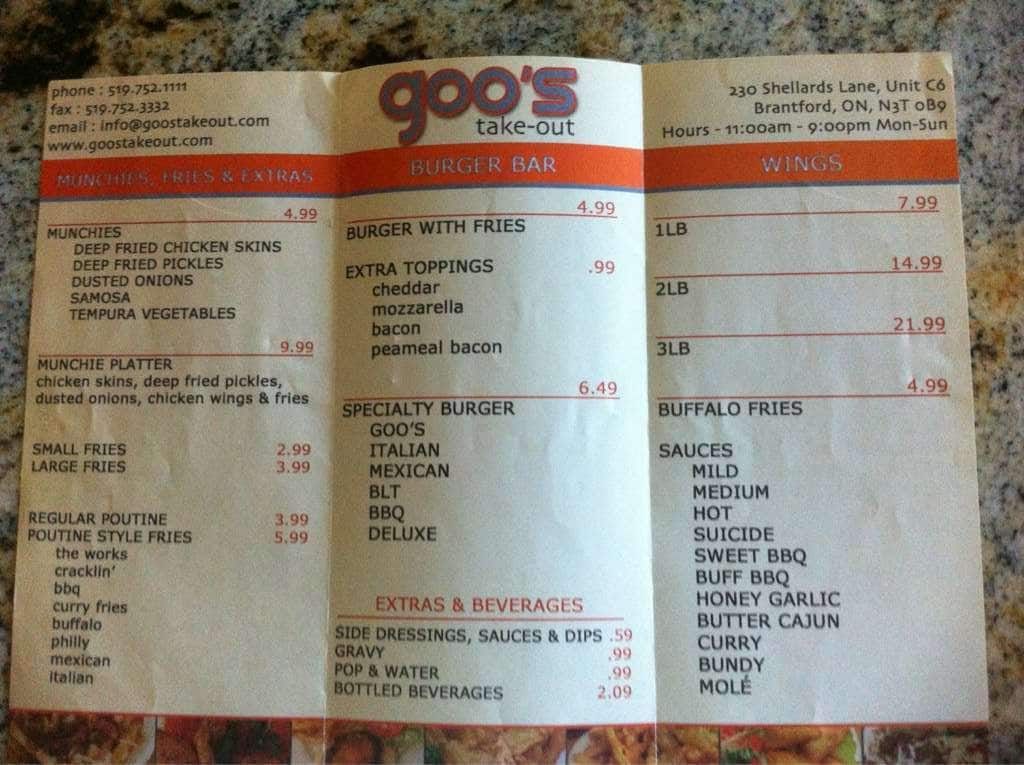 phone : 519.752.1111
fax : 519.752.3332
email : info@goostakeout.com
www.goostakeout.com
MUNCHIES, FRIES & EXTRAS
4.99
MUNCHIES
DEEP FRIED CHICKEN SKINS
DEEP FRIED PICKLES
DUSTED ONIONS
SAMOSA
TEMPURA VEGETABLES
9.99
MUNCHIE PLATTER
chicken skins, deep fried pickles,
dusted onions, chicken wings & fries
SMALL FRIES 2.99
LARGE FRIES 3.99
REGULAR POUTINE 3.99
POUTINE STYLE FRIES 5.99
the works
cracklin'
bbq
curry fries
buffalo
philly
mexican
italian
goo's
take-out
BURGER BAR
4.99
BURGER WITH FRIES
EXTRA TOPPINGS .99
cheddar
mozzarella
bacon
peameal bacon
6.49
SPECIALTY BURGER
GOO'S
ITALIAN
MEXICAN
BLT
BBQ
DELUXE
EXTRAS & BEVERAGES
SIDE DRESSINGS, SAUCES & DIPS .59
GRAVY .99
POP & WATER .99
BOTTLED BEVERAGES 2.09
230 Shellards Lane, Unit C6
Brantford, ON, N3T 0B9
Hours - 11:00am - 9:00pm Mon-Sun
WINGS
7.99
1LB
14.99
2LB
21.99
3LB
4.99
BUFFALO FRIES
SAUCES
MILD
MEDIUM
HOT
SUICIDE
SWEET BBQ
BUFF BBQ
HONEY GARLIC
BUTTER CAJUN
CURRY
BUNDY
MOLÉ